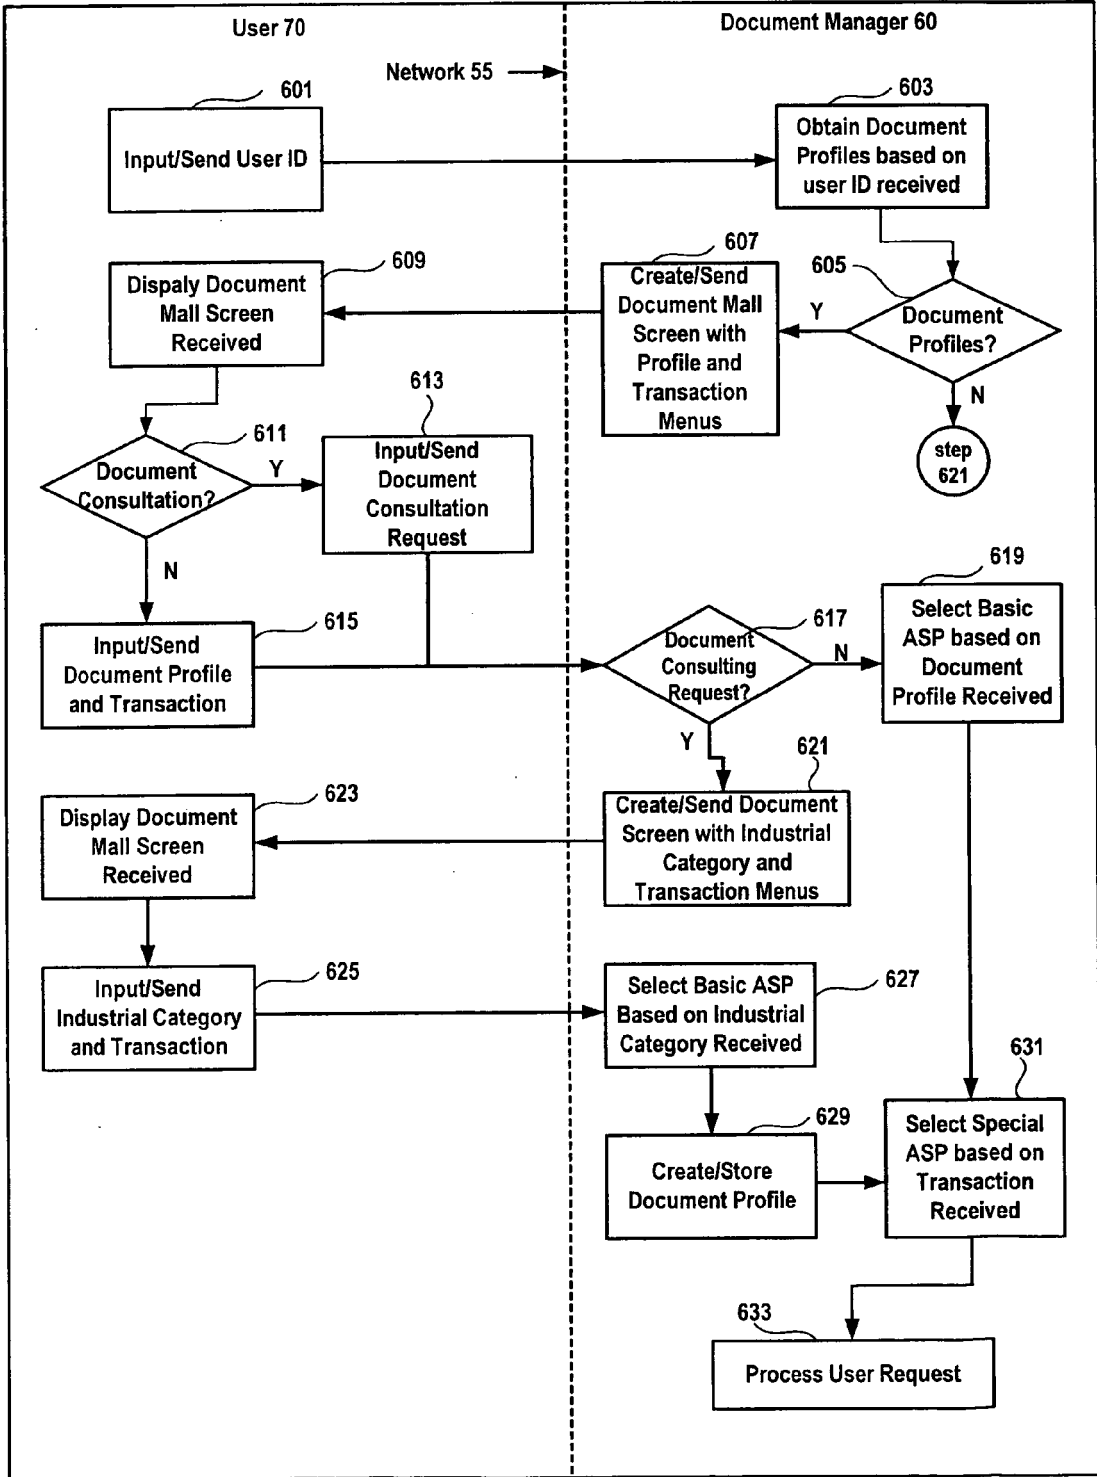 User 70
Document Manager 60
Network 55
601
Input/Send User ID
603
Obtain Document
Profiles based on
user ID received
605
Document
Profiles?
Y
N
step
621
607
Create/Send
Document Mall
Screen with
Profile and
Transaction
Menus
609
Dispaly Document
Mall Screen
Received
611
Document
Consultation?
Y
N
613
Input/Send
Document
Consultation
Request
615
Input/Send
Document Profile
and Transaction
617
Document
Consulting
Request?
N
Y
619
Select Basic
ASP based on
Document
Profile Received
621
Create/Send Document
Screen with Industrial
Category and
Transaction Menus
623
Display Document
Mall Screen
Received
625
Input/Send
Industrial Category
and Transaction
627
Select Basic ASP
Based on Industrial
Category Received
629
Create/Store
Document Profile
631
Select Special
ASP based on
Transaction
Received
633
Process User Request